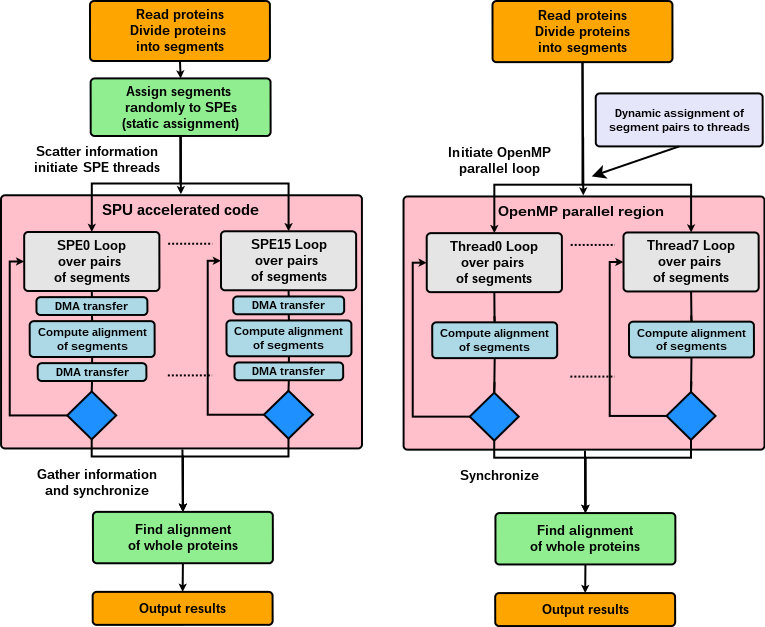 Read proteins
Divide proteins
into segments
Assign segments
randomly to SPEs
(static assignment)
Scatter information
initiate SPE threads
SPU accelerated code
SPE0 Loop
over pairs
of segments
DMA transfer
Compute alignment
of segments
DMA transfer
SPE15 Loop
over pairs
of segments
DMA transfer
Compute alignment
of segments
DMA transfer
Gather information
and synchronize
Find alignment
of whole proteins
Output results
Read proteins
Divide proteins
into segments
Dynamic assignment of
segment pairs to threads
Initiate OpenMP
parallel loop
OpenMP parallel region
Thread0 Loop
over pairs
of segments
Compute alignment
of segments
Thread7 Loop
over pairs
of segments
Compute alignment
of segments
Synchronize
Find alignment
of whole proteins
Output results